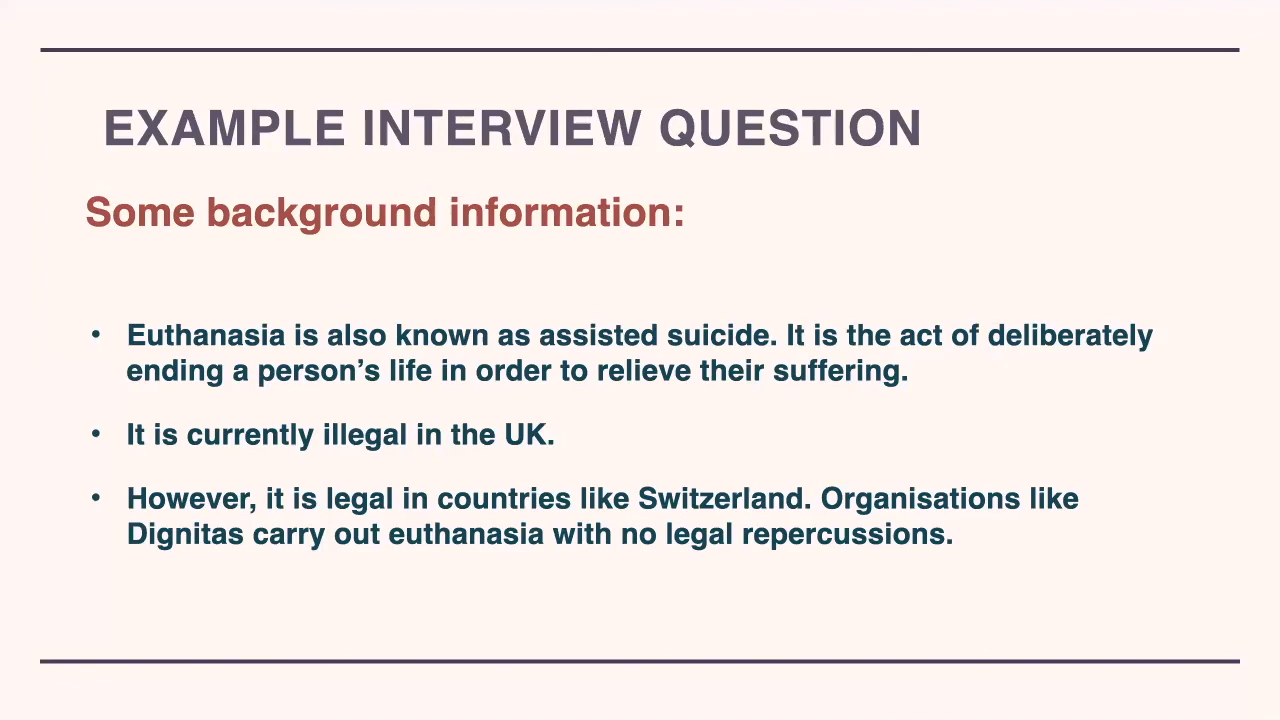 EXAMPLE INTERVIEW QUESTION
Some background information:
• Euthanasia is also known as assisted suicide. It is the act of deliberately
ending a person’s life in order to relieve their suffering.
• It is currently illegal in the UK.
• However, it is legal in countries like Switzerland. Organisations like
Dignitas carry out euthanasia with no legal repercussions.